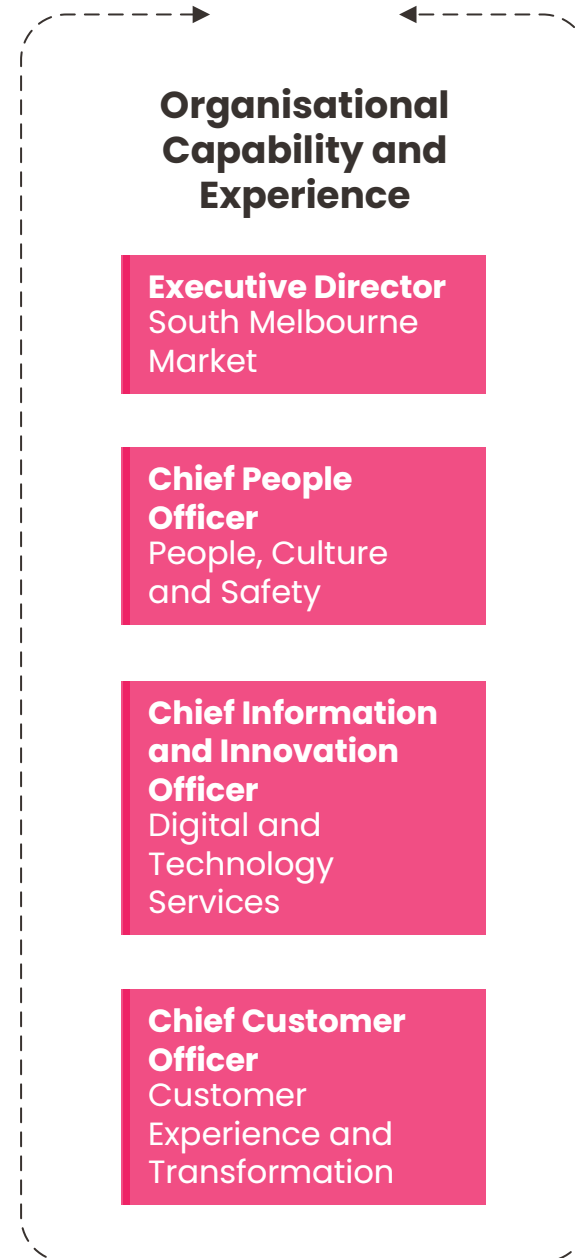 Organisational
Capability and
Experience
Executive Director
South Melbourne
Market
Chief People
Officer
People, Culture
and Safety
Chief Information
and Innovation
Officer
Digital and
Technology
Services
Chief Customer
Officer
Customer
Experience and
Transformation